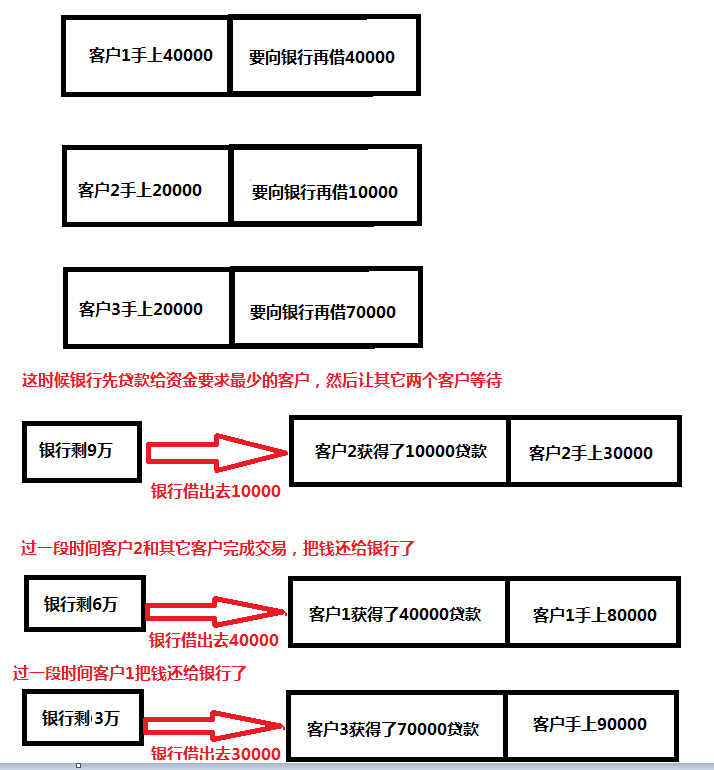 客户1手上40000 要向银行再借40000
客户2手上20000 要向银行再借10000
客户3手上20000 要向银行再借70000
这时候银行先贷款给资金要求最少的客户，然后让其它两个客户等待
银行剩9万 客户2获得了10000贷款 客户2手上30000
银行借出去10000
过一段时间客户2和其它客户完成交易，把钱还给银行了
银行剩6万 客户1获得了40000贷款 客户1手上80000
银行借出去40000
过一段时间客户1把钱还给银行了
银行剩3万 客户3获得了70000贷款 客户手上90000
银行借出去30000